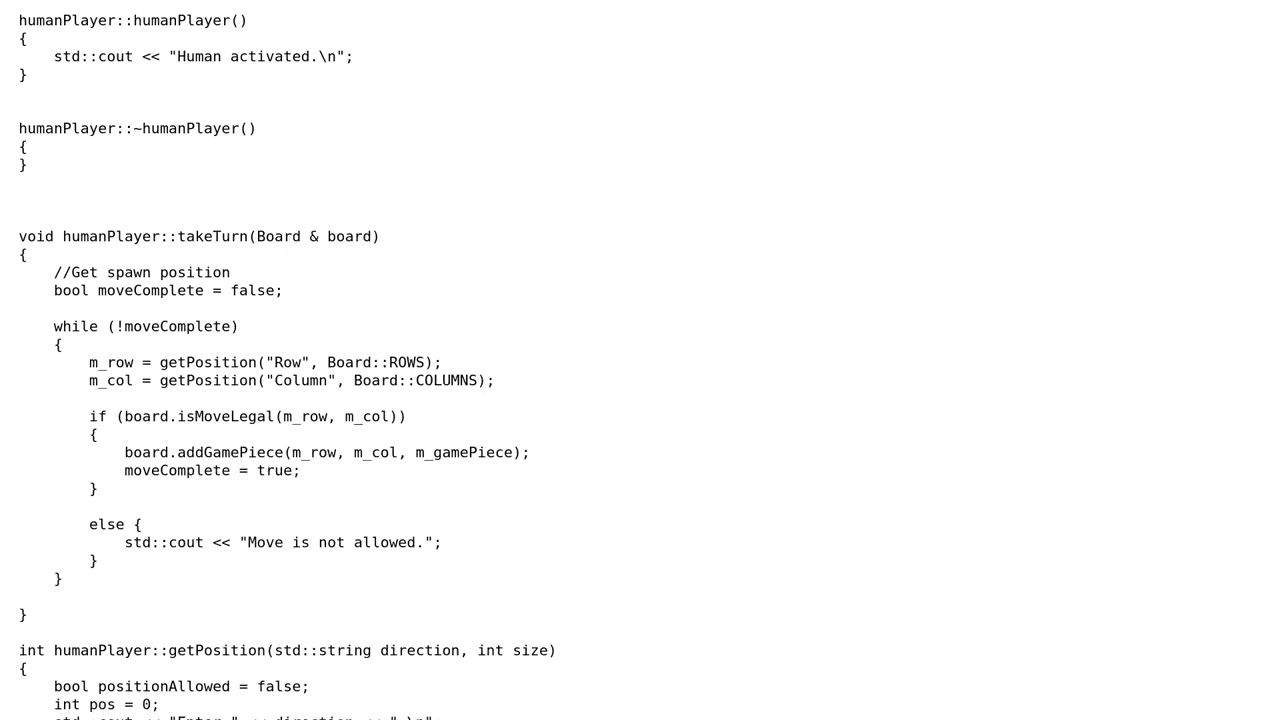 humanPlayer::humanPlayer()
{
    std::cout << "Human activated.\n";
}
humanPlayer::~humanPlayer()
{
}
void humanPlayer::takeTurn(Board & board)
{
    //Get spawn position
    bool moveComplete = false;
    while (!moveComplete)
    {
        m_row = getPosition("Row", Board::ROWS);
        m_col = getPosition("Column", Board::COLUMNS);
        if (board.isMoveLegal(m_row, m_col))
        {
            board.addGamePiece(m_row, m_col, m_gamePiece);
            moveComplete = true;
        }
        else {
            std::cout << "Move is not allowed.";
        }
    }
}
int humanPlayer::getPosition(std::string direction, int size)
{
    bool positionAllowed = false;
    int pos = 0;